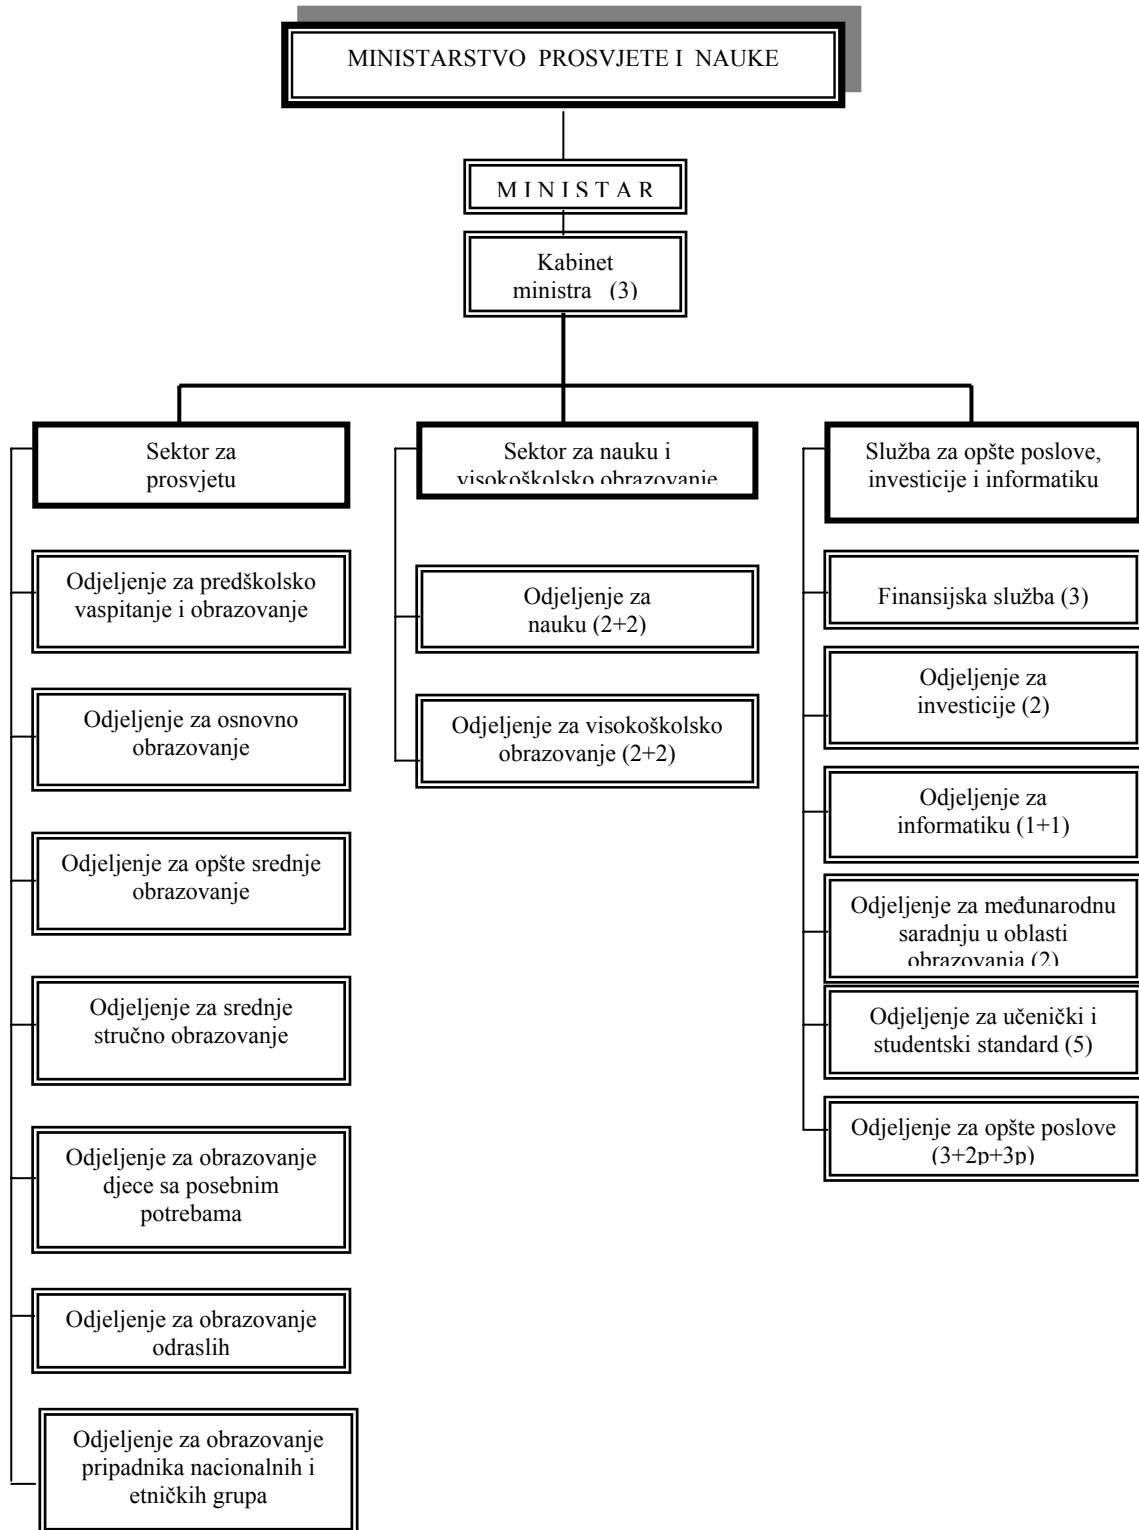 MINISTARSTVO PROSVJETE I NAUKE
M I N I S T A R
Kabinet
ministra (3)
Sektor za
prosvjetu
Odjeljenje za predškolsko
vaspitanje i obrazovanje
Odjeljenje za osnovno
obrazovanje
Odjeljenje za opšte srednje
obrazovanje
Odjeljenje za srednje
stručno obrazovanje
Odjeljenje za obrazovanje
djece sa posebnim
potrebama
Odjeljenje za obrazovanje
odraslih
Odjeljenje za obrazovanje
pripadnika nacionalnih i
etničkih grupa
Sektor za nauku i
visokoškolsko obrazovanje
Odjeljenje za
nauku (2+2)
Odjeljenje za visokoškolsko
obrazovanje (2+2)
Služba za opšte poslove,
investicije i informatiku
Finansijska služba (3)
Odjeljenje za
investicije (2)
Odjeljenje za
informatiku (1+1)
Odjeljenje za međunarodnu
saradnju u oblasti
obrazovanja (2)
Odjeljenje za učenički i
studentski standard (5)
Odjeljenje za opšte poslove
(3+2p+3p)